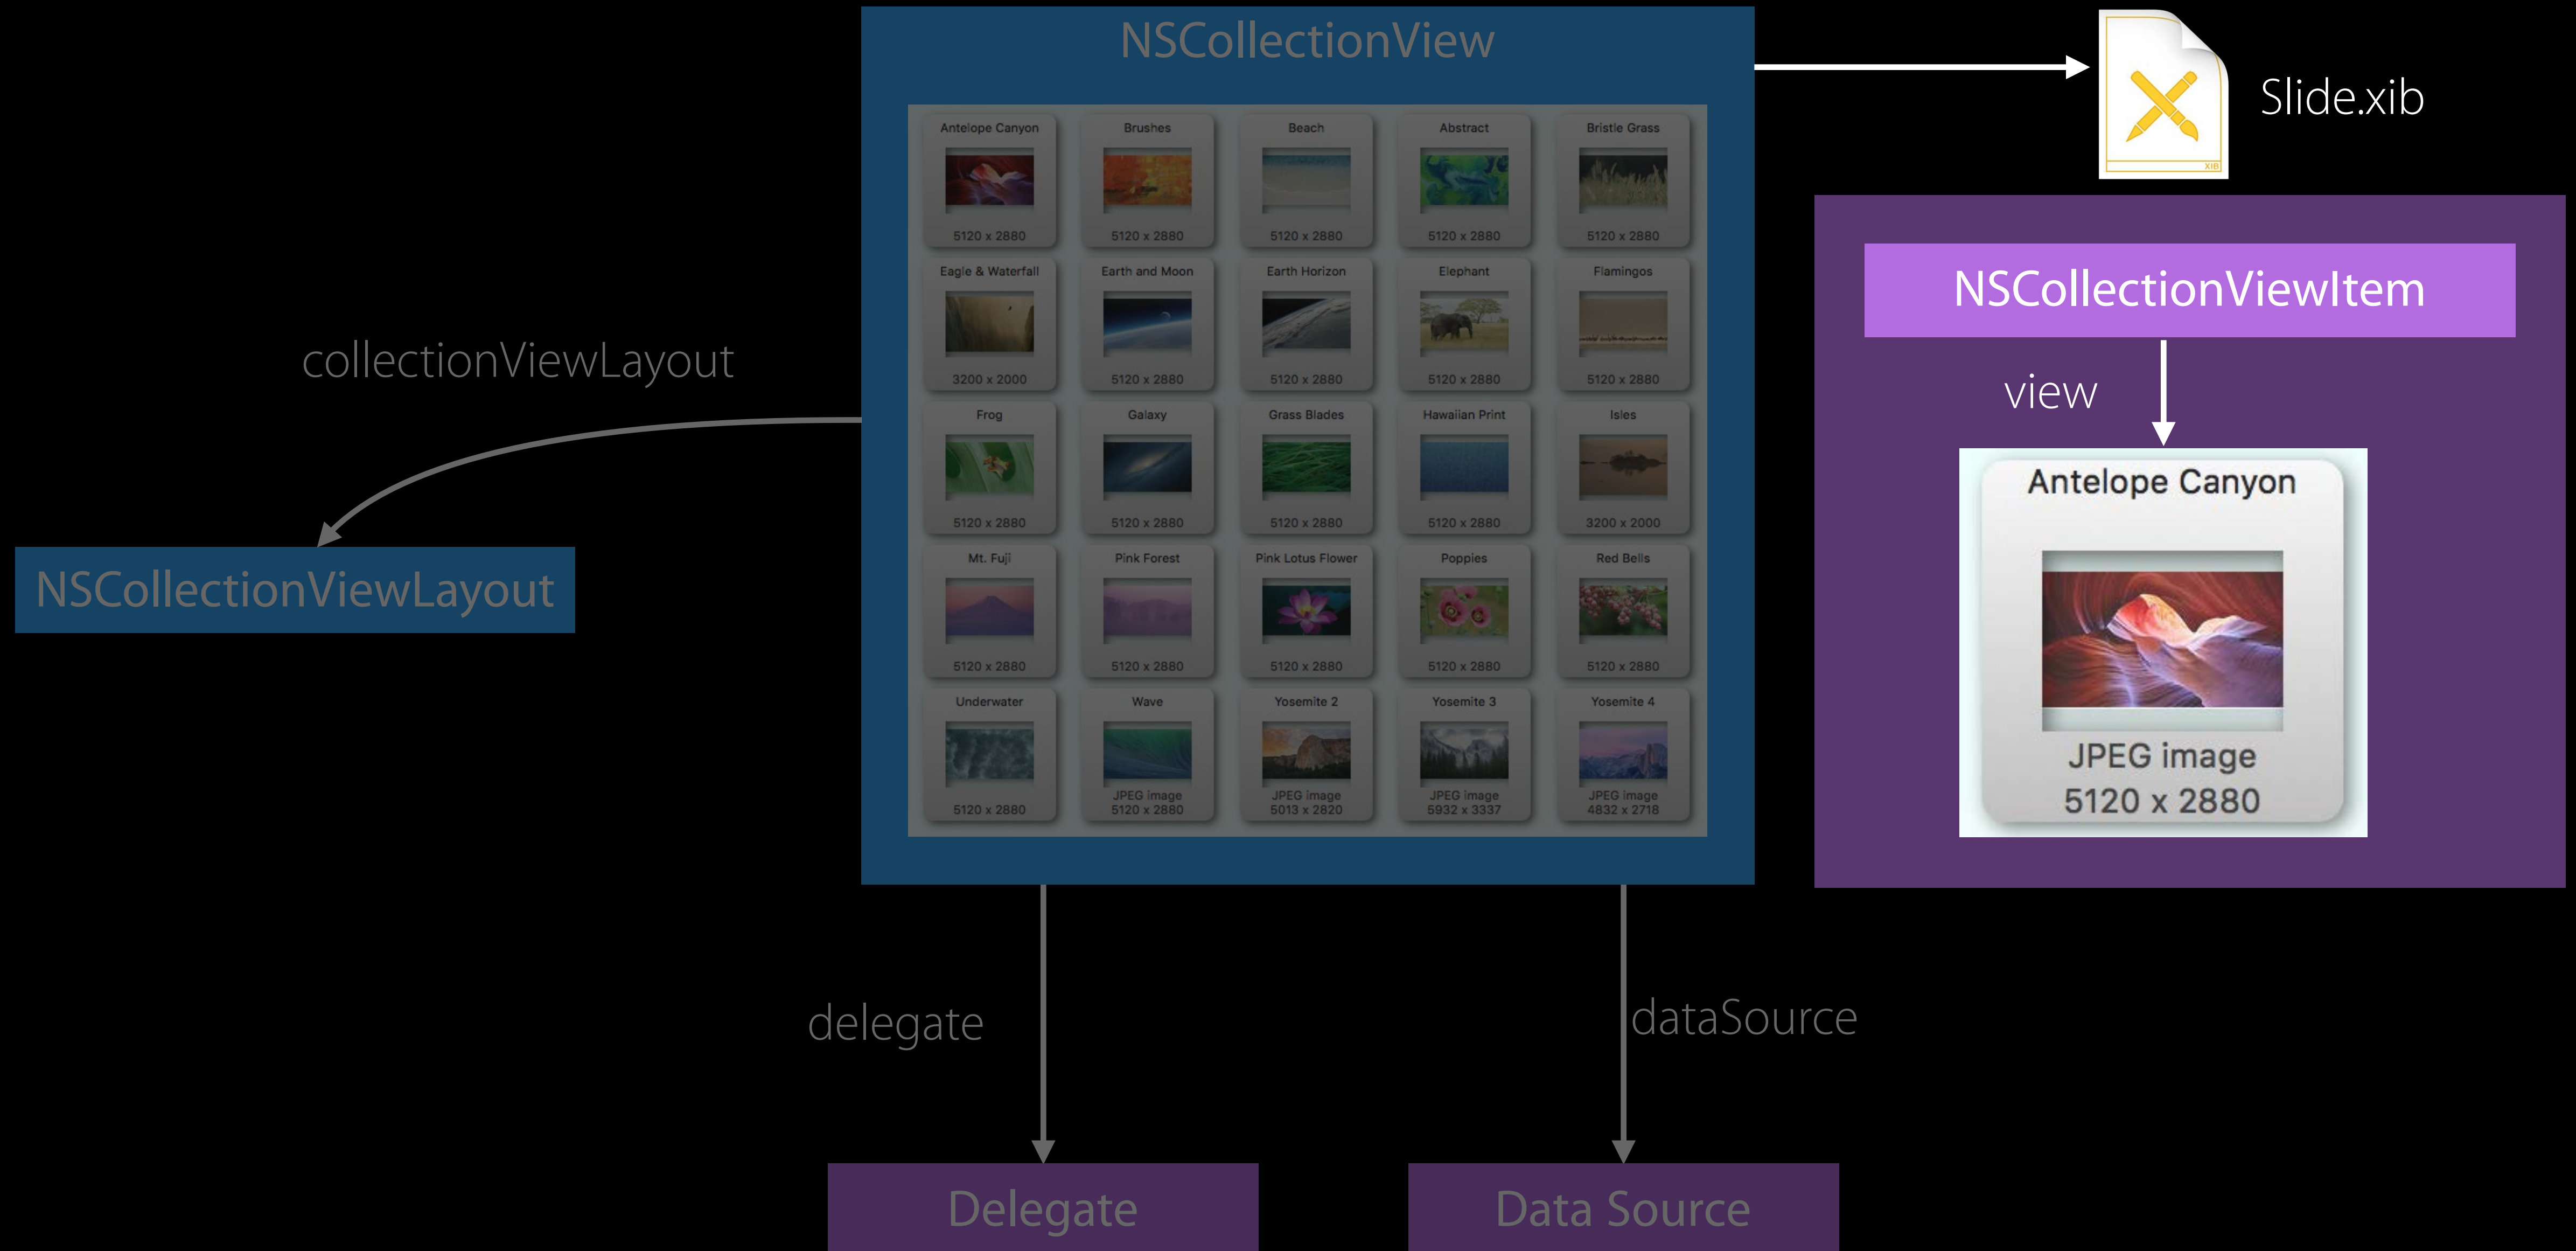 NSCollectionView
Antelope Canyon
5120 x 2880
Brushes
5120 x 2880
Beach
5120 x 2880
Abstract
5120 x 2880
Bristle Grass
5120 x 2880
Eagle & Waterfall
3200 x 2000
Earth and Moon
5120 x 2880
Earth Horizon
5120 x 2880
Elephant
5120 x 2880
Flamingos
5120 x 2880
Frog
5120 x 2880
Galaxy
5120 x 2880
Grass Blades
5120 x 2880
Hawaiian Print
5120 x 2880
Isles
3200 x 2000
Mt. Fuji
5120 x 2880
Pink Forest
5120 x 2880
Pink Lotus Flower
5120 x 2880
Poppies
5120 x 2880
Red Bells
5120 x 2880
Underwater
5120 x 2880
Wave
JPEG image
5120 x 2880
Yosemite 2
JPEG image
5013 x 2820
Yosemite 3
JPEG image
5932 x 3337
Yosemite 4
JPEG image
4832 x 2718
XIB
Slide.xib
NSCollectionViewItem
view
Antelope Canyon
JPEG image
5120 x 2880
collectionViewLayout
NSCollectionViewLayout
delegate
dataSource
Delegate
Data Source